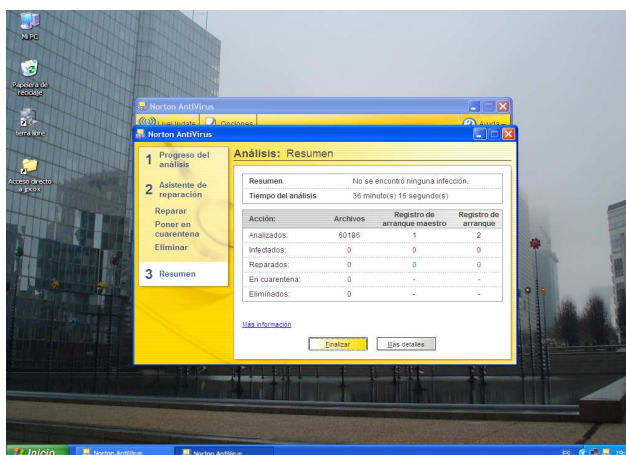 Mi PC
Papelera de
reciclaje
terra libre
Acceso directo
a jpcox
Norton AntiVirus
LiveUpdate Opciones Ayuda
Norton AntiVirus
1 Progreso del
análisis
2 Asistente de
reparación
Reparar
Poner en
cuarentena
Eliminar
3 Resumen
Análisis: Resumen
Resumen No se encontró ninguna infección.
Tiempo del análisis 36 minuto(s) 16 segundo(s)
Acción: Archivos Registro de arranque maestro Registro de arranque
Analizados: 60186 1 2
Infectados: 0 0 0
Reparados: 0 0 0
En cuarentena: 0 - -
Eliminados: 0 - -
Más información
Finalizar Más detalles
Inicio Norton AntiVirus Norton AntiVirus ES